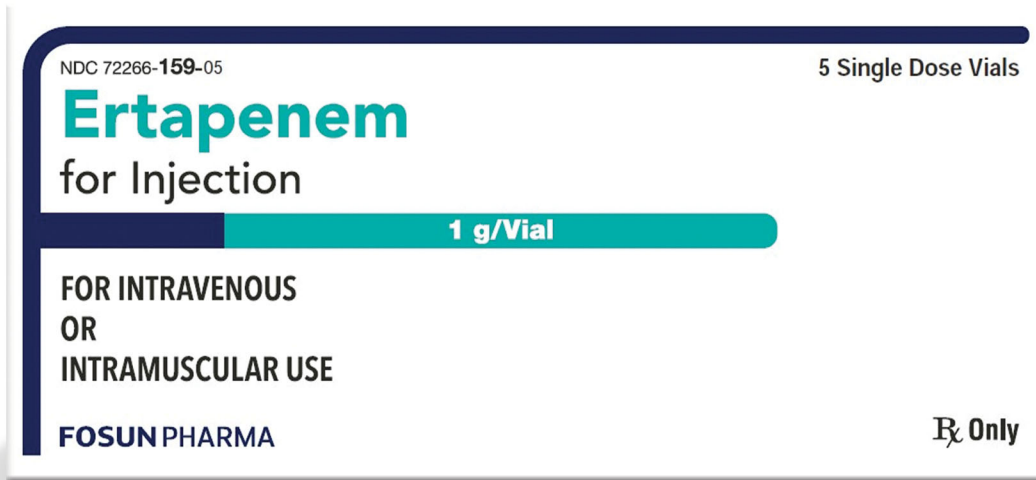 NDC 72266-159-05
5 Single Dose Vials
Ertapenem
for Injection
1 g/Vial
FOR INTRAVENOUS
OR
INTRAMUSCULAR USE
FOSUN PHARMA
Rx Only